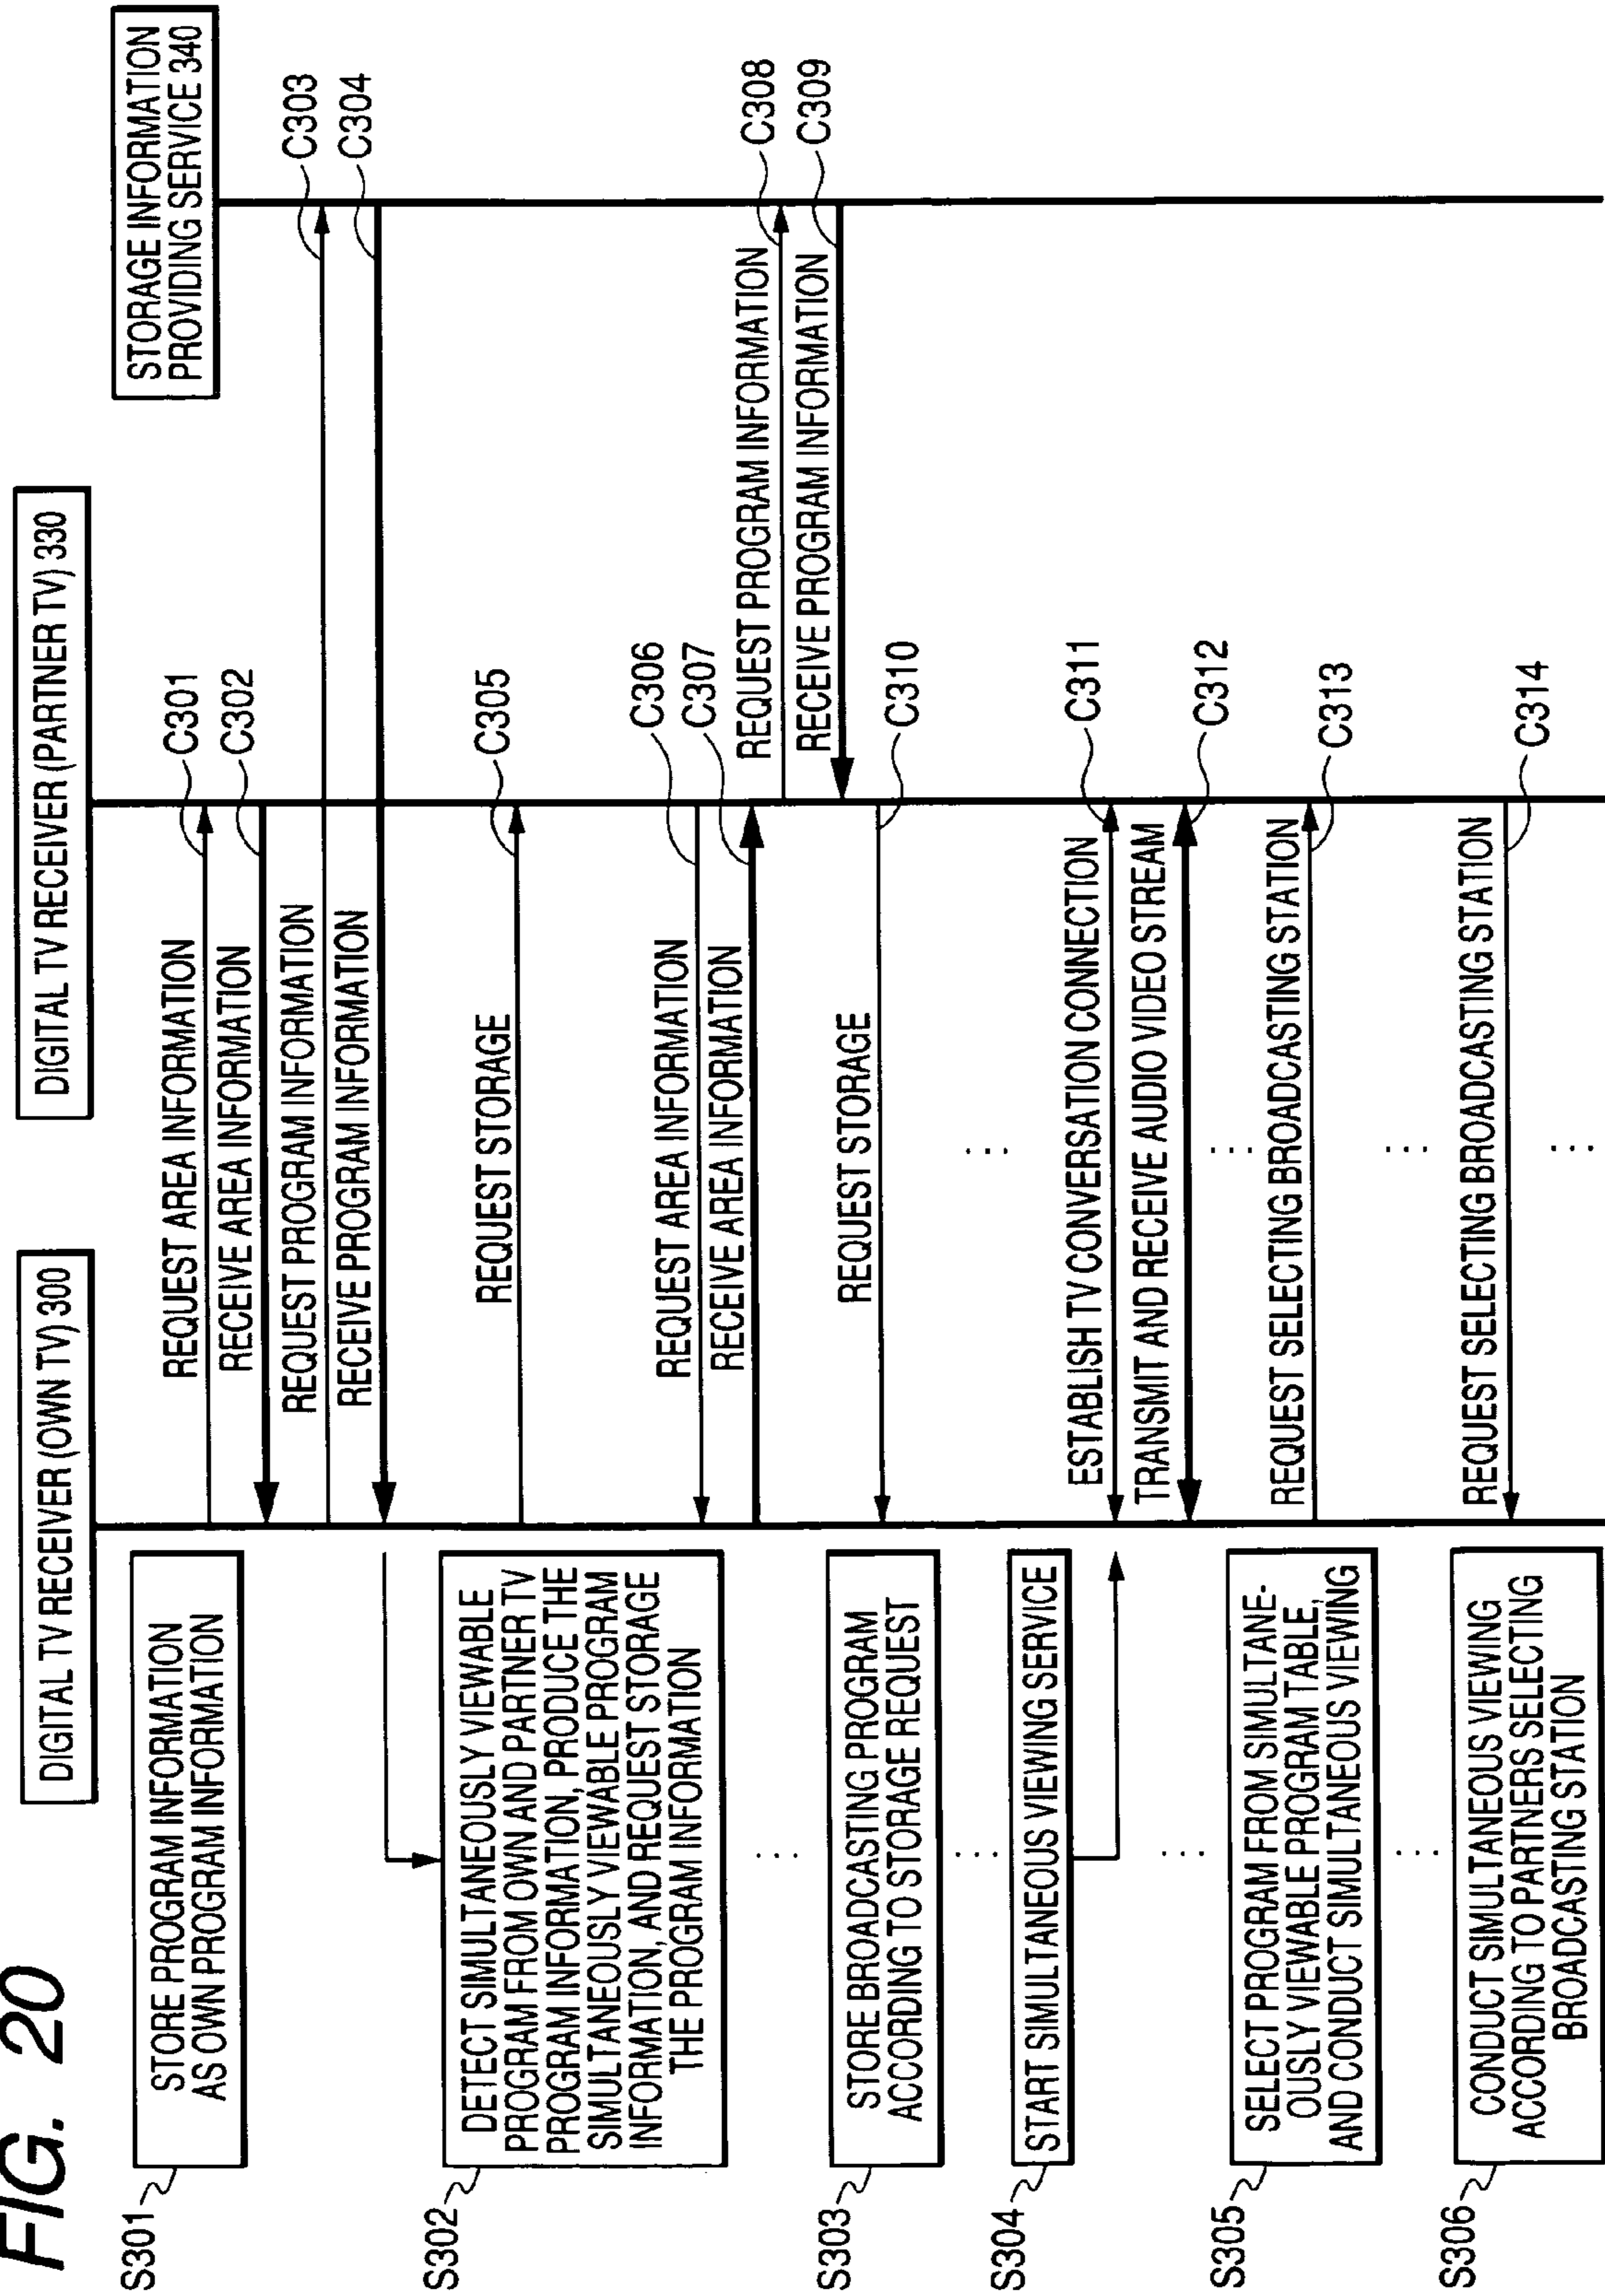 FIG. 20
DIGITAL TV RECEIVER (OWN TV) 300
DIGITAL TV RECEIVER (PARTNER TV) 330
STORAGE INFORMATION
PROVIDING SERVICE 340
S301
STORE PROGRAM INFORMATION
AS OWN PROGRAM INFORMATION
REQUEST AREA INFORMATION
C301
RECEIVE AREA INFORMATION
C302
REQUEST PROGRAM INFORMATION
C303
RECEIVE PROGRAM INFORMATION
C304
S302
DETECT SIMULTANEOUSLY VIEWABLE
PROGRAM FROM OWN AND PARTNER TV
PROGRAM INFORMATION, PRODUCE THE
SIMULTANEOUSLY VIEWABLE PROGRAM
INFORMATION, AND REQUEST STORAGE
THE PROGRAM INFORMATION
REQUEST STORAGE
C305
REQUEST AREA INFORMATION
C306
RECEIVE AREA INFORMATION
C307
REQUEST PROGRAM INFORMATION
C308
RECEIVE PROGRAM INFORMATION
C309
. . .
S303
STORE BROADCASTING PROGRAM
ACCORDING TO STORAGE REQUEST
REQUEST STORAGE
C310
. . .
. . .
S304
START SIMULTANEOUS VIEWING SERVICE
ESTABLISH TV CONVERSATION CONNECTION
C311
TRANSMIT AND RECEIVE AUDIO VIDEO STREAM
C312
. . .
. . .
S305
SELECT PROGRAM FROM SIMULTANE-
OUSLY VIEWABLE PROGRAM TABLE,
AND CONDUCT SIMULTANEOUS VIEWING
REQUEST SELECTING BROADCASTING STATION
C313
. . .
. . .
S306
CONDUCT SIMULTANEOUS VIEWING
ACCORDING TO PARTNERS SELECTING
BROADCASTING STATION
REQUEST SELECTING BROADCASTING STATION
C314
. . .